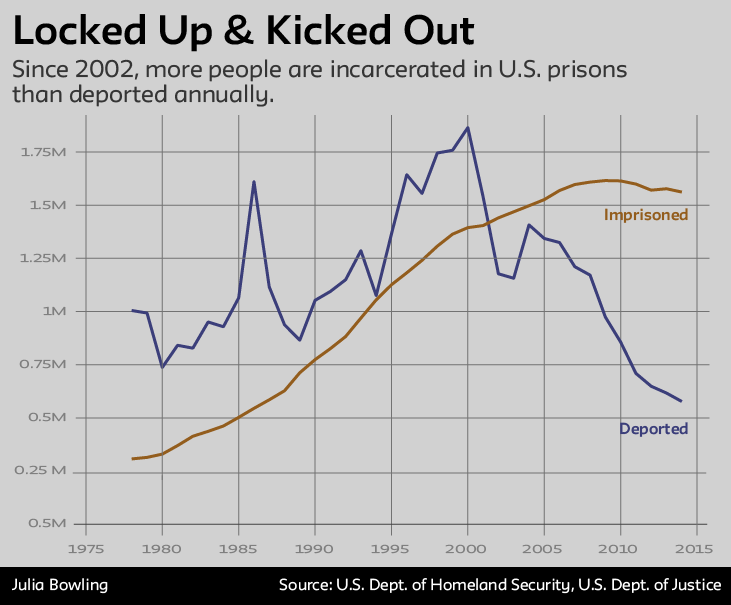 Locked Up & Kicked Out
Since 2002, more people are incarcerated in U.S. prisons
than deported annually.
1.75M
1.5M
Imprisoned
1.25M
1M
0.75M
0.5M
Deported
0.25 M
0.5M
1975 1980 1985 1990 1995 2000 2005 2010 2015
Julia Bowling Source: U.S. Dept. of Homeland Security, U.S. Dept. of Justice